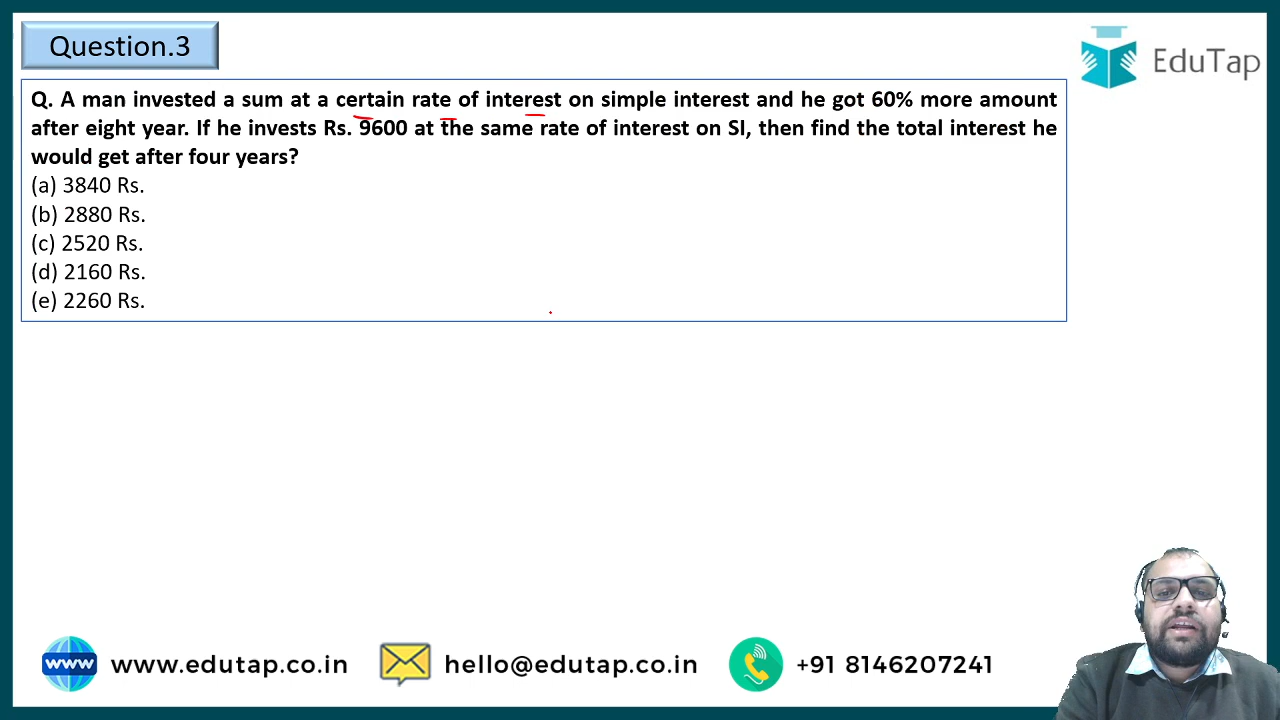 Question.3
EduTap
Q. A man invested a sum at a certain rate of interest on simple interest and he got 60% more amount
after eight year. If he invests Rs. 9600 at the same rate of interest on SI, then find the total interest he
would get after four years?
(a) 3840 Rs.
(b) 2880 Rs.
(c) 2520 Rs.
(d) 2160 Rs.
(e) 2260 Rs.
www www.edutap.co.in hello@edutap.co.in +91 8146207241